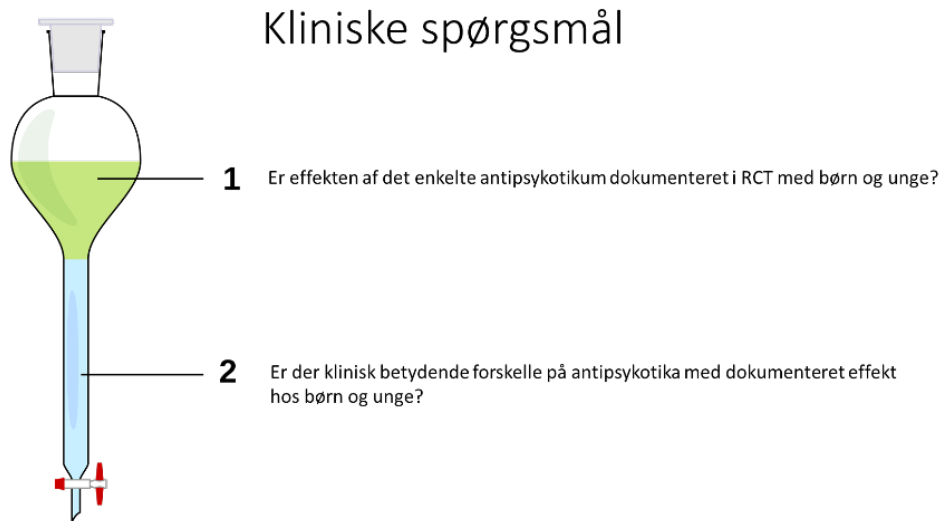 Kliniske spørgsmål
1 Er effekten af det enkelte antipsykotikum dokumenteret i RCT med børn og unge?
2 Er der klinisk betydende forskelle på antipsykotika med dokumenteret effekt
hos børn og unge?